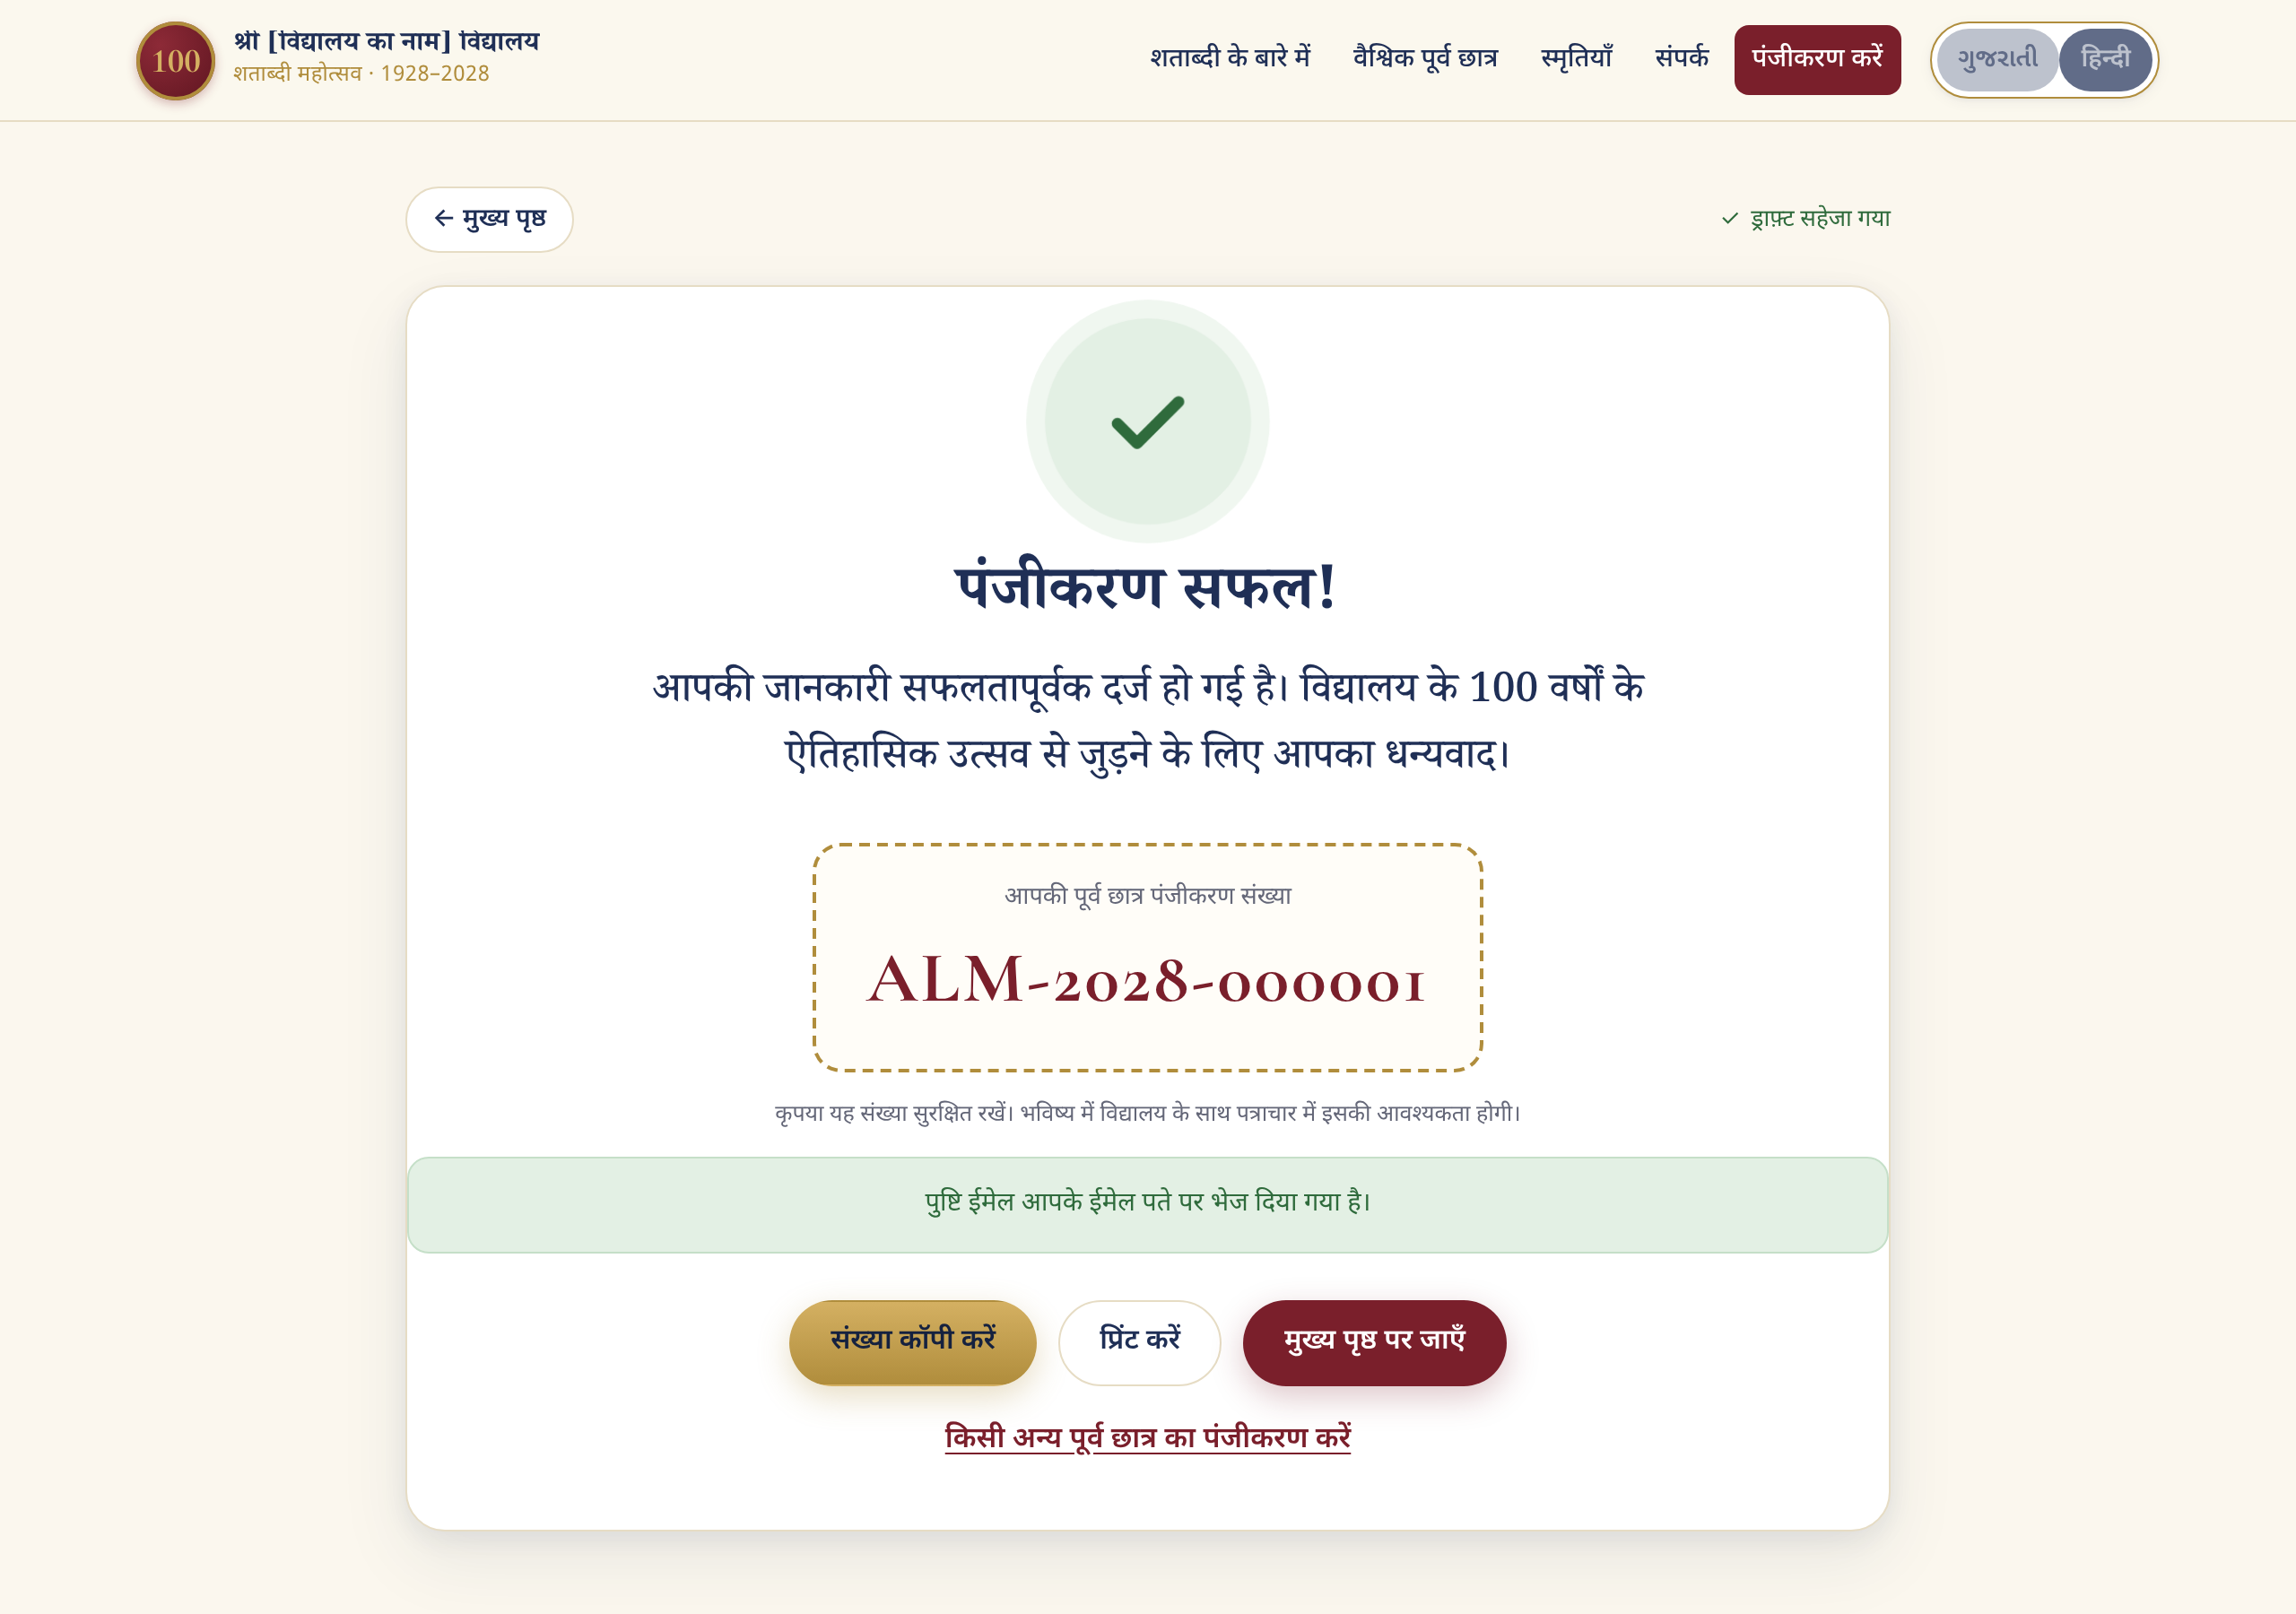 100
श्री [विद्यालय का नाम] विद्यालय
शताब्दी महोत्सव · 1928–2028
शताब्दी के बारे में
वैश्विक पूर्व छात्र
स्मृतियाँ
संपर्क
पंजीकरण करें
ગુજરાતી
हिन्दी
← मुख्य पृष्ठ
✓ ड्राफ़्ट सहेजा गया
पंजीकरण सफल!
आपकी जानकारी सफलतापूर्वक दर्ज हो गई है। विद्यालय के 100 वर्षों के
ऐतिहासिक उत्सव से जुड़ने के लिए आपका धन्यवाद।
आपकी पूर्व छात्र पंजीकरण संख्या
ALM-2028-000001
कृपया यह संख्या सुरक्षित रखें। भविष्य में विद्यालय के साथ पत्राचार में इसकी आवश्यकता होगी।
पुष्टि ईमेल आपके ईमेल पते पर भेज दिया गया है।
संख्या कॉपी करें
प्रिंट करें
मुख्य पृष्ठ पर जाएँ
किसी अन्य पूर्व छात्र का पंजीकरण करें